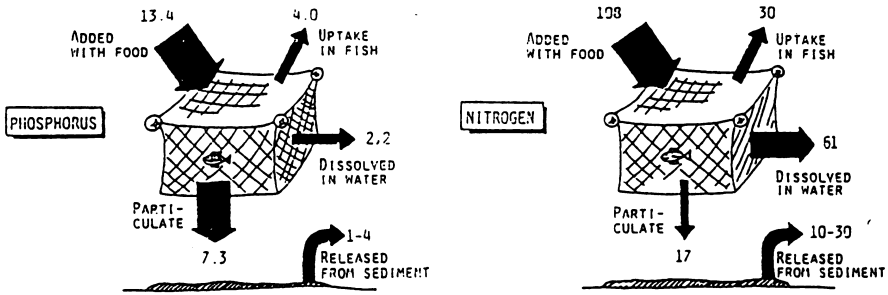 13.4
4.0
ADDED
WITH FOOD
UPTAKE
IN FISH
PHOSPHORUS
2,2
DISSOLVED
IN WATER
PARTI-
CULATE
7.3
1-4
RELEASED
FROM SEDIMENT
108
30
ADDED
WITH FOOD
UPTAKE
IN FISH
NITROGEN
61
DISSOLVED
IN WATER
PARTI-
CULATE
17
10-30
RELEASED
FROM SEDIMENT